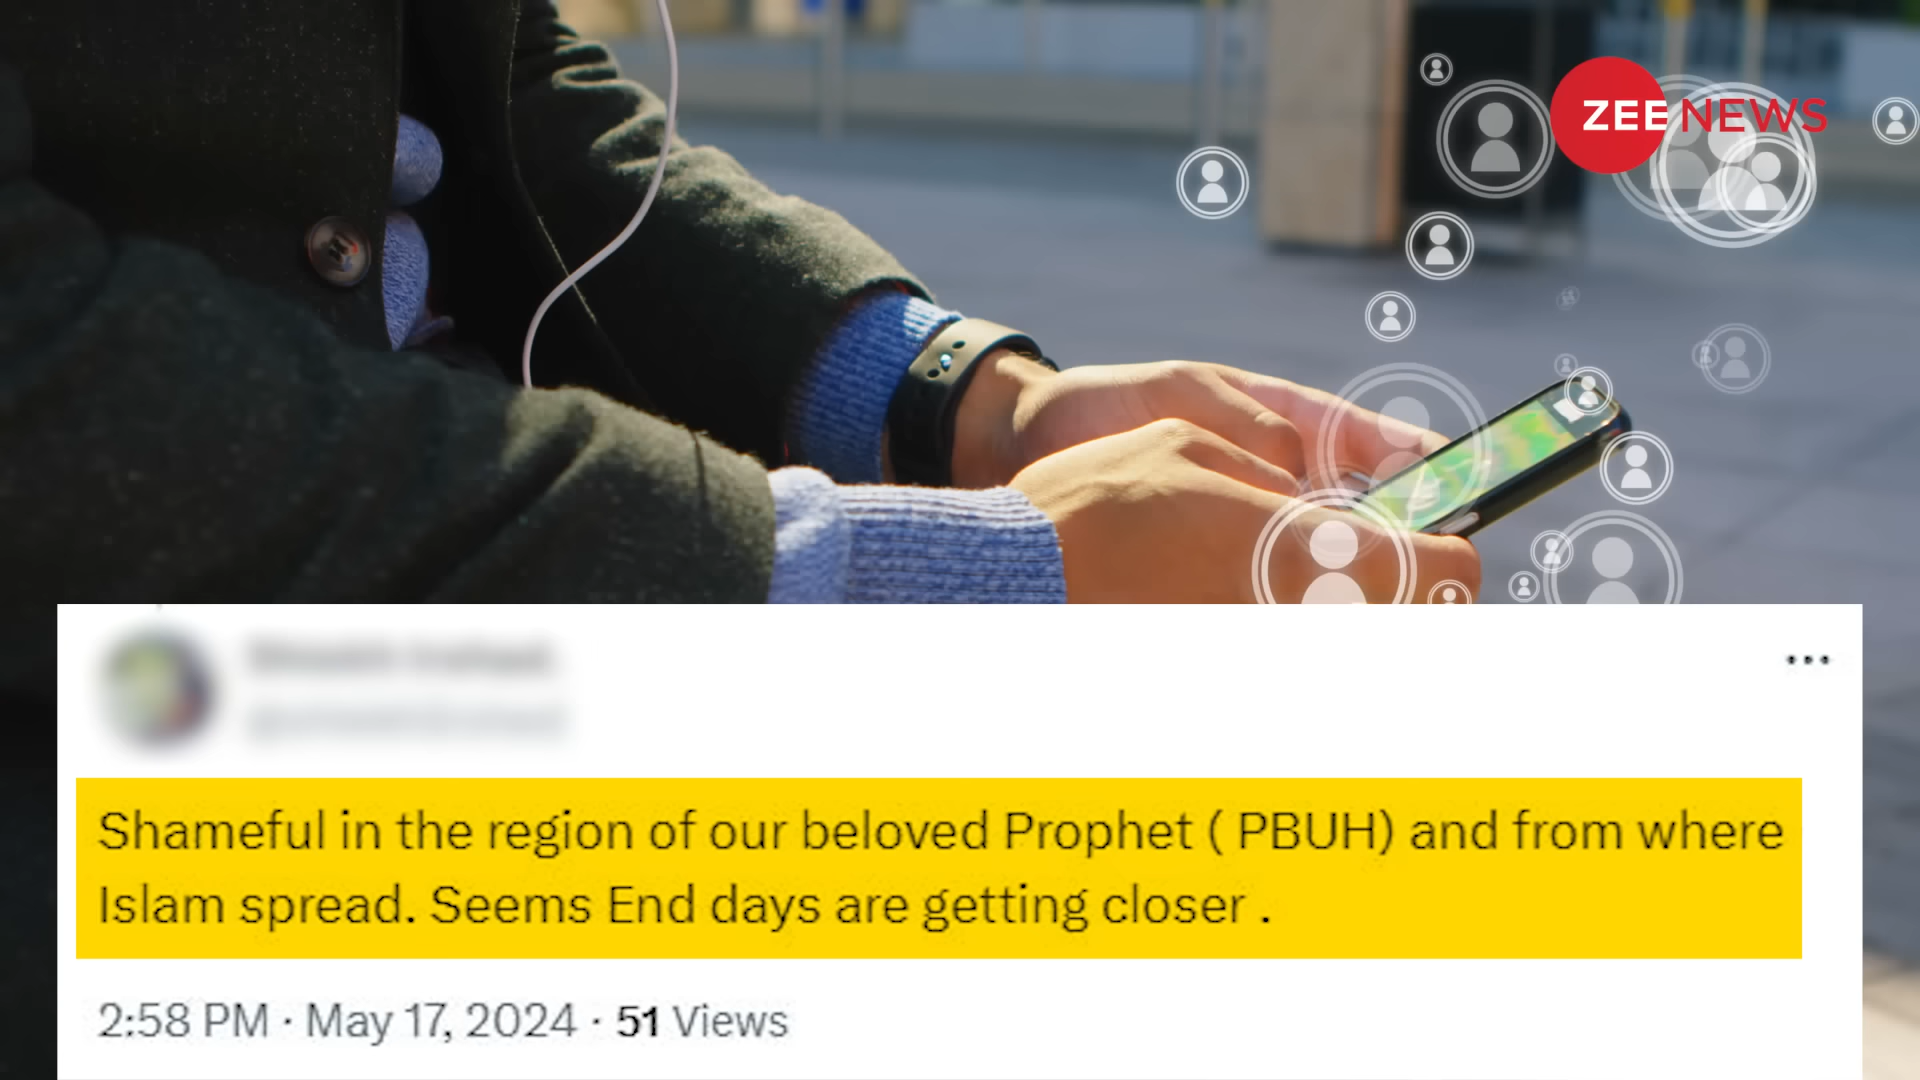 ZEE NEWS
Shameful in the region of our beloved Prophet ( PBUH) and from where
Islam spread. Seems End days are getting closer .
2:58 PM · May 17, 2024 · 51 Views